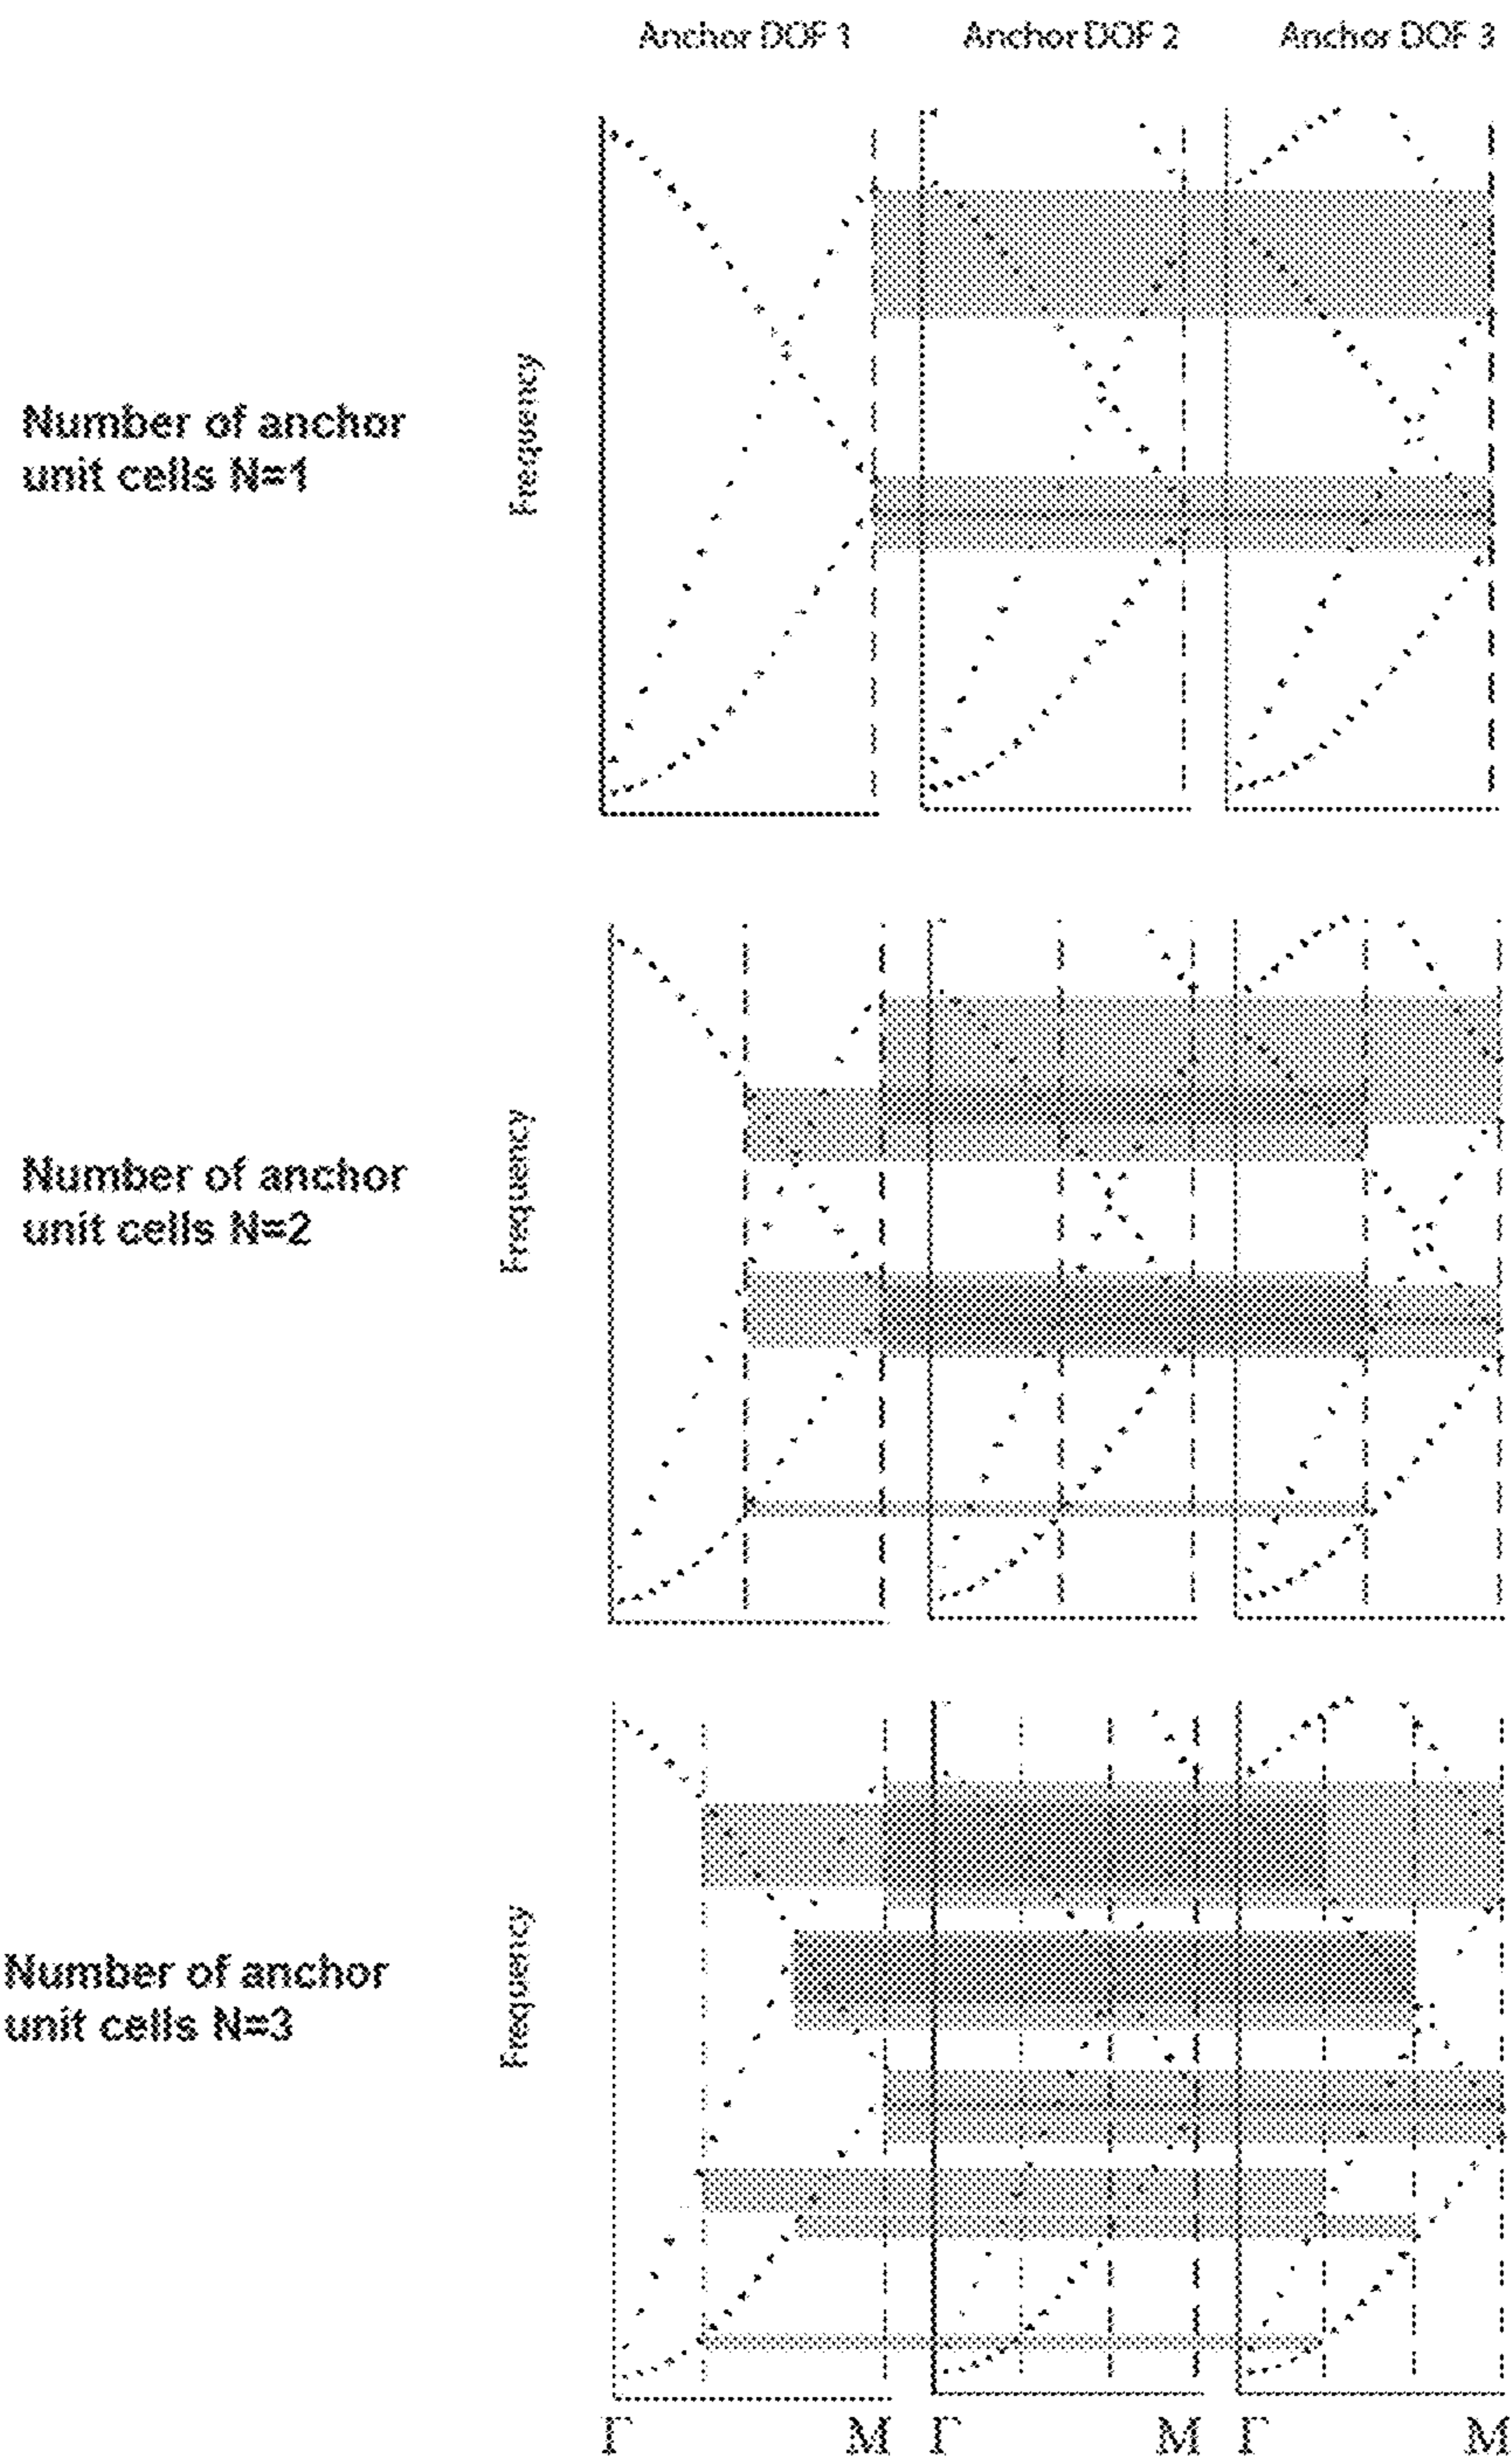 Anchor DOF 1 Anchor DOF 2 Anchor DOF 3
Number of anchor
unit cells N=1
Frequency
Number of anchor
unit cells N=2
Frequency
Number of anchor
unit cells N=3
Frequency
Γ M Γ M Γ M